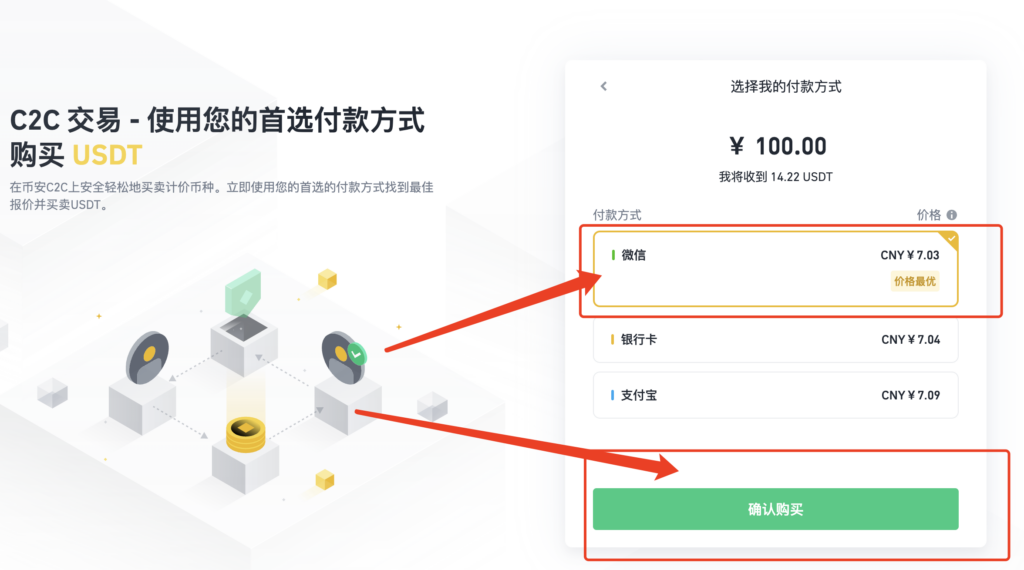 C2C 交易 - 使用您的首选付款方式
购买 USDT
在币安C2C上安全轻松地买卖计价币种。立即使用您的首选的付款方式找到最佳
报价并买卖USDT。
选择我的付款方式
¥ 100.00
我将收到 14.22 USDT
付款方式 价格
微信 CNY¥7.03
价格最优
银行卡 CNY¥7.04
支付宝 CNY¥7.09
确认购买